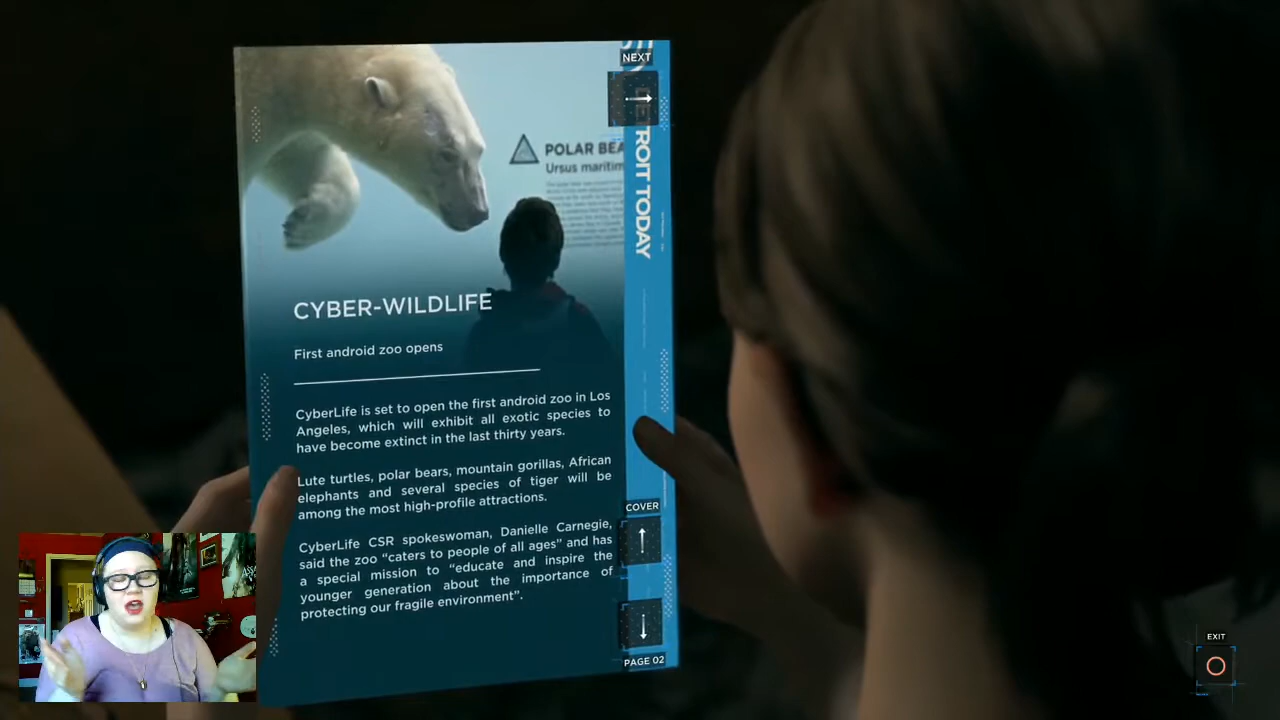 NEXT
POLAR BEA
Ursus maritim
ROIT TODAY
CYBER-WILDLIFE
First android zoo opens
CyberLife is set to open the first android zoo in Los
Angeles, which will exhibit all exotic species to
have become extinct in the last thirty years.
Lute turtles, polar bears, mountain gorillas, African
elephants and several species of tiger will be
among the most high-profile attractions.
CyberLife CSR spokeswoman, Danielle Carnegie,
said the zoo “caters to people of all ages” and has
a special mission to “educate and inspire the
younger generation about the importance of
protecting our fragile environment”.
COVER
PAGE 02
EXIT